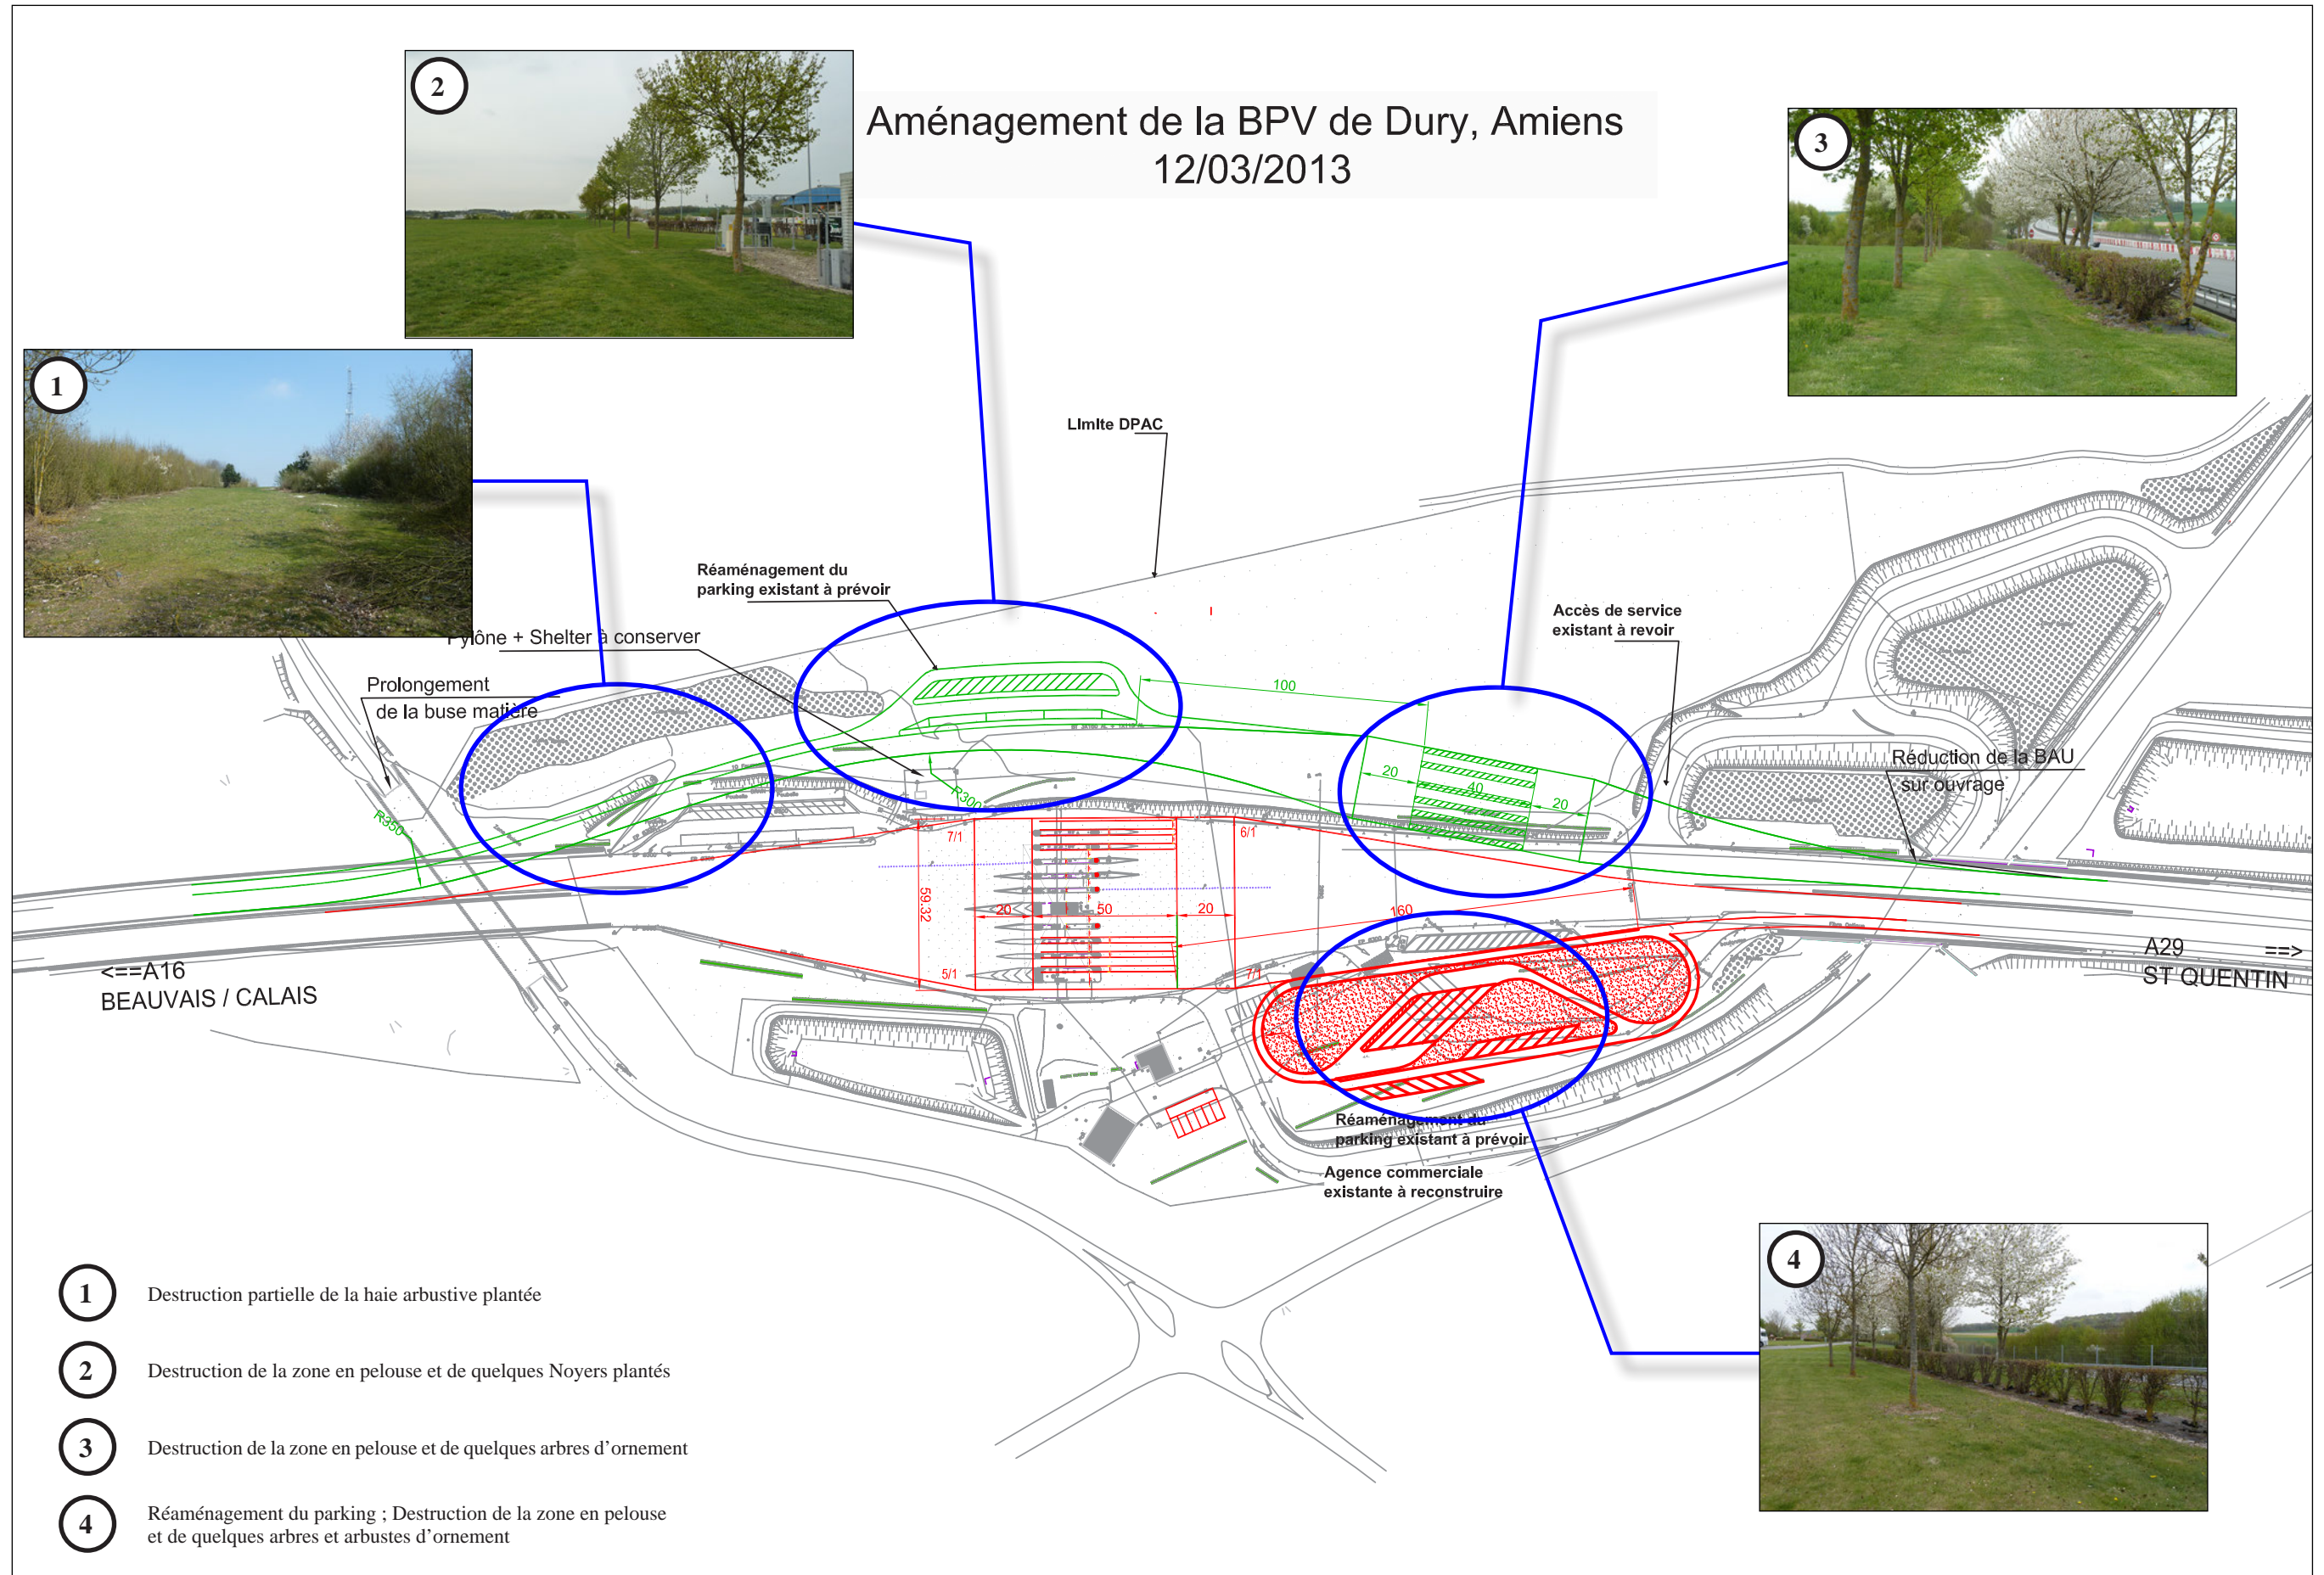 2
Aménagement de la BPV de Dury, Amiens
12/03/2013
3
1
Limite DPAC
Réaménagement du
parking existant à prévoir
Pylône + Shelter à conserver
Accès de service
existant à revoir
Prolongement
de la buse matière
100
Réduction de la BAU
sur ouvrage
20
40
20
R300
R350
7/1
6/1
59.32
20
50
20
160
5/1
7/1
<==A16
BEAUVAIS / CALAIS
A29 ==>
ST QUENTIN
Réaménagement du
parking existant à prévoir
Agence commerciale
existante à reconstruire
4
1 Destruction partielle de la haie arbustive plantée
2 Destruction de la zone en pelouse et de quelques Noyers plantés
3 Destruction de la zone en pelouse et de quelques arbres d’ornement
4 Réaménagement du parking ; Destruction de la zone en pelouse
et de quelques arbres et arbustes d’ornement